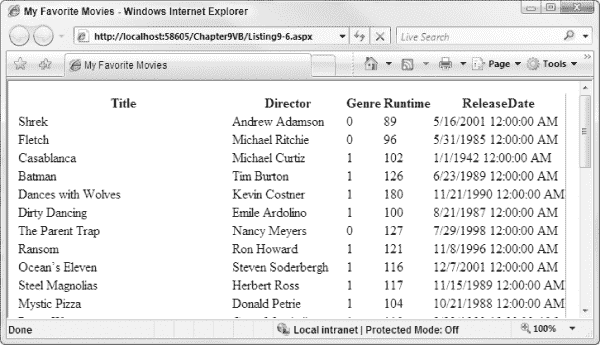 My Favorite Movies - Windows Internet Explorer
http://localhost:58605/Chapter9VB/Listing9-6.aspx
Live Search
My Favorite Movies
Page
Tools
Title Director Genre Runtime ReleaseDate
Shrek Andrew Adamson 0 89 5/16/2001 12:00:00 AM
Fletch Michael Ritchie 0 96 5/31/1985 12:00:00 AM
Casablanca Michael Curtiz 1 102 1/1/1942 12:00:00 AM
Batman Tim Burton 1 126 6/23/1989 12:00:00 AM
Dances with Wolves Kevin Costner 1 180 11/21/1990 12:00:00 AM
Dirty Dancing Emile Ardolino 1 100 8/21/1987 12:00:00 AM
The Parent Trap Nancy Meyers 0 127 7/29/1998 12:00:00 AM
Ransom Ron Howard 1 121 11/8/1996 12:00:00 AM
Ocean's Eleven Steven Soderbergh 1 116 12/7/2001 12:00:00 AM
Steel Magnolias Herbert Ross 1 117 11/15/1989 12:00:00 AM
Mystic Pizza Donald Petrie 1 104 10/21/1988 12:00:00 AM
Done
Local intranet | Protected Mode: Off
100%